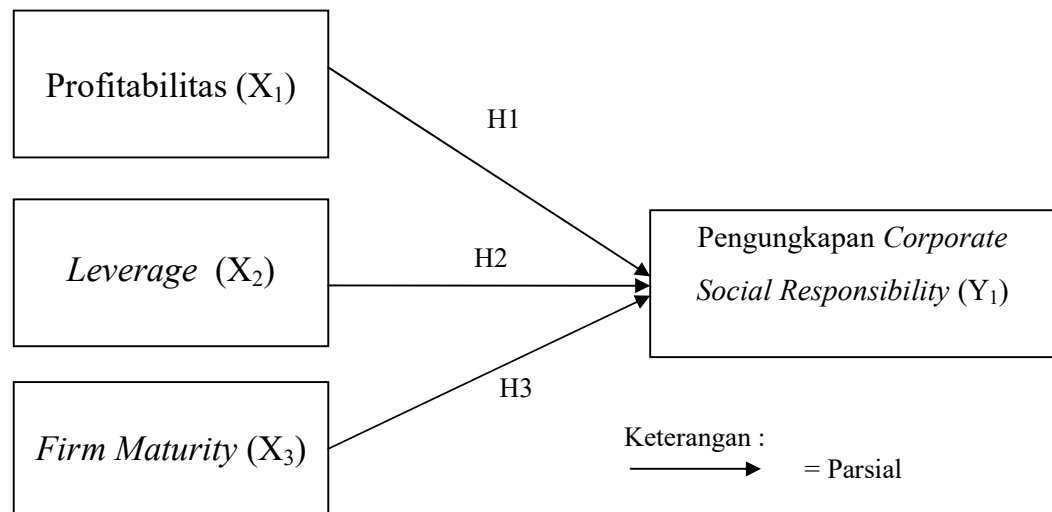 Profitabilitas (X₁)
H1
Leverage (X₂)
H2
Pengungkapan Corporate
Social Responsibility (Y₁)
Firm Maturity (X₃)
H3
Keterangan :
= Parsial